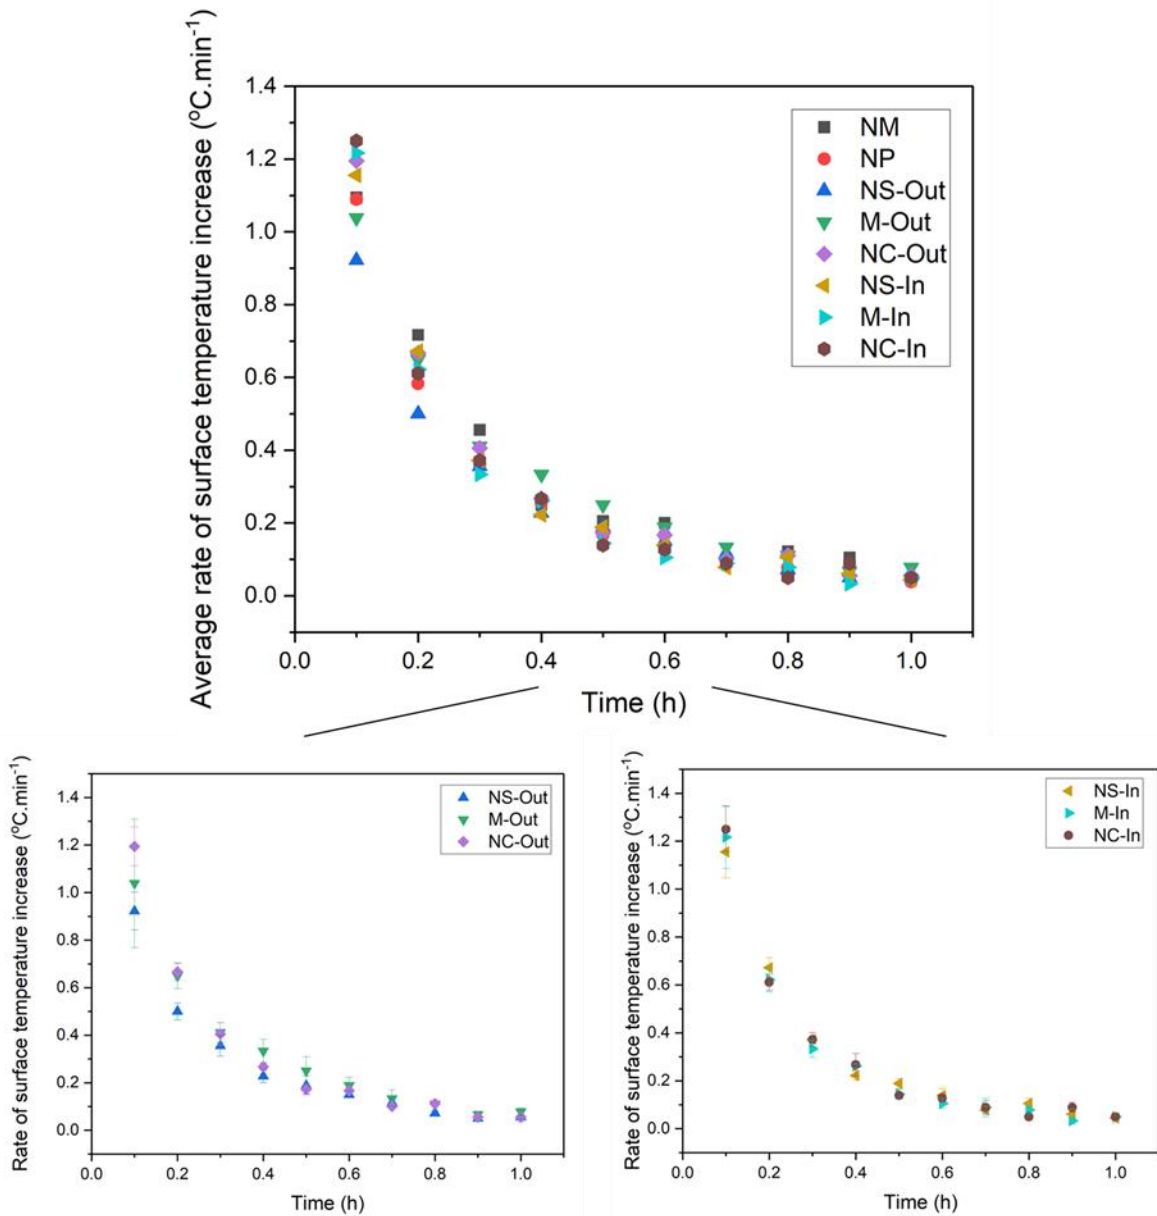 Average rate of surface temperature increase (⁰C.min⁻¹)
1.4
1.2
1.0
0.8
0.6
0.4
0.2
0.0
NM
NP
NS-Out
M-Out
NC-Out
NS-In
M-In
NC-In
0.0 0.2 0.4 0.6 0.8 1.0
Time (h)
Rate of surface temperature increase (⁰C.min⁻¹)
1.4
1.2
1.0
0.8
0.6
0.4
0.2
0.0
NS-Out
M-Out
NC-Out
0.0 0.2 0.4 0.6 0.8 1.0
Time (h)
Rate of surface temperature increase (⁰C.min⁻¹)
1.4
1.2
1.0
0.8
0.6
0.4
0.2
0.0
NS-In
M-In
NC-In
0.0 0.2 0.4 0.6 0.8 1.0
Time (h)